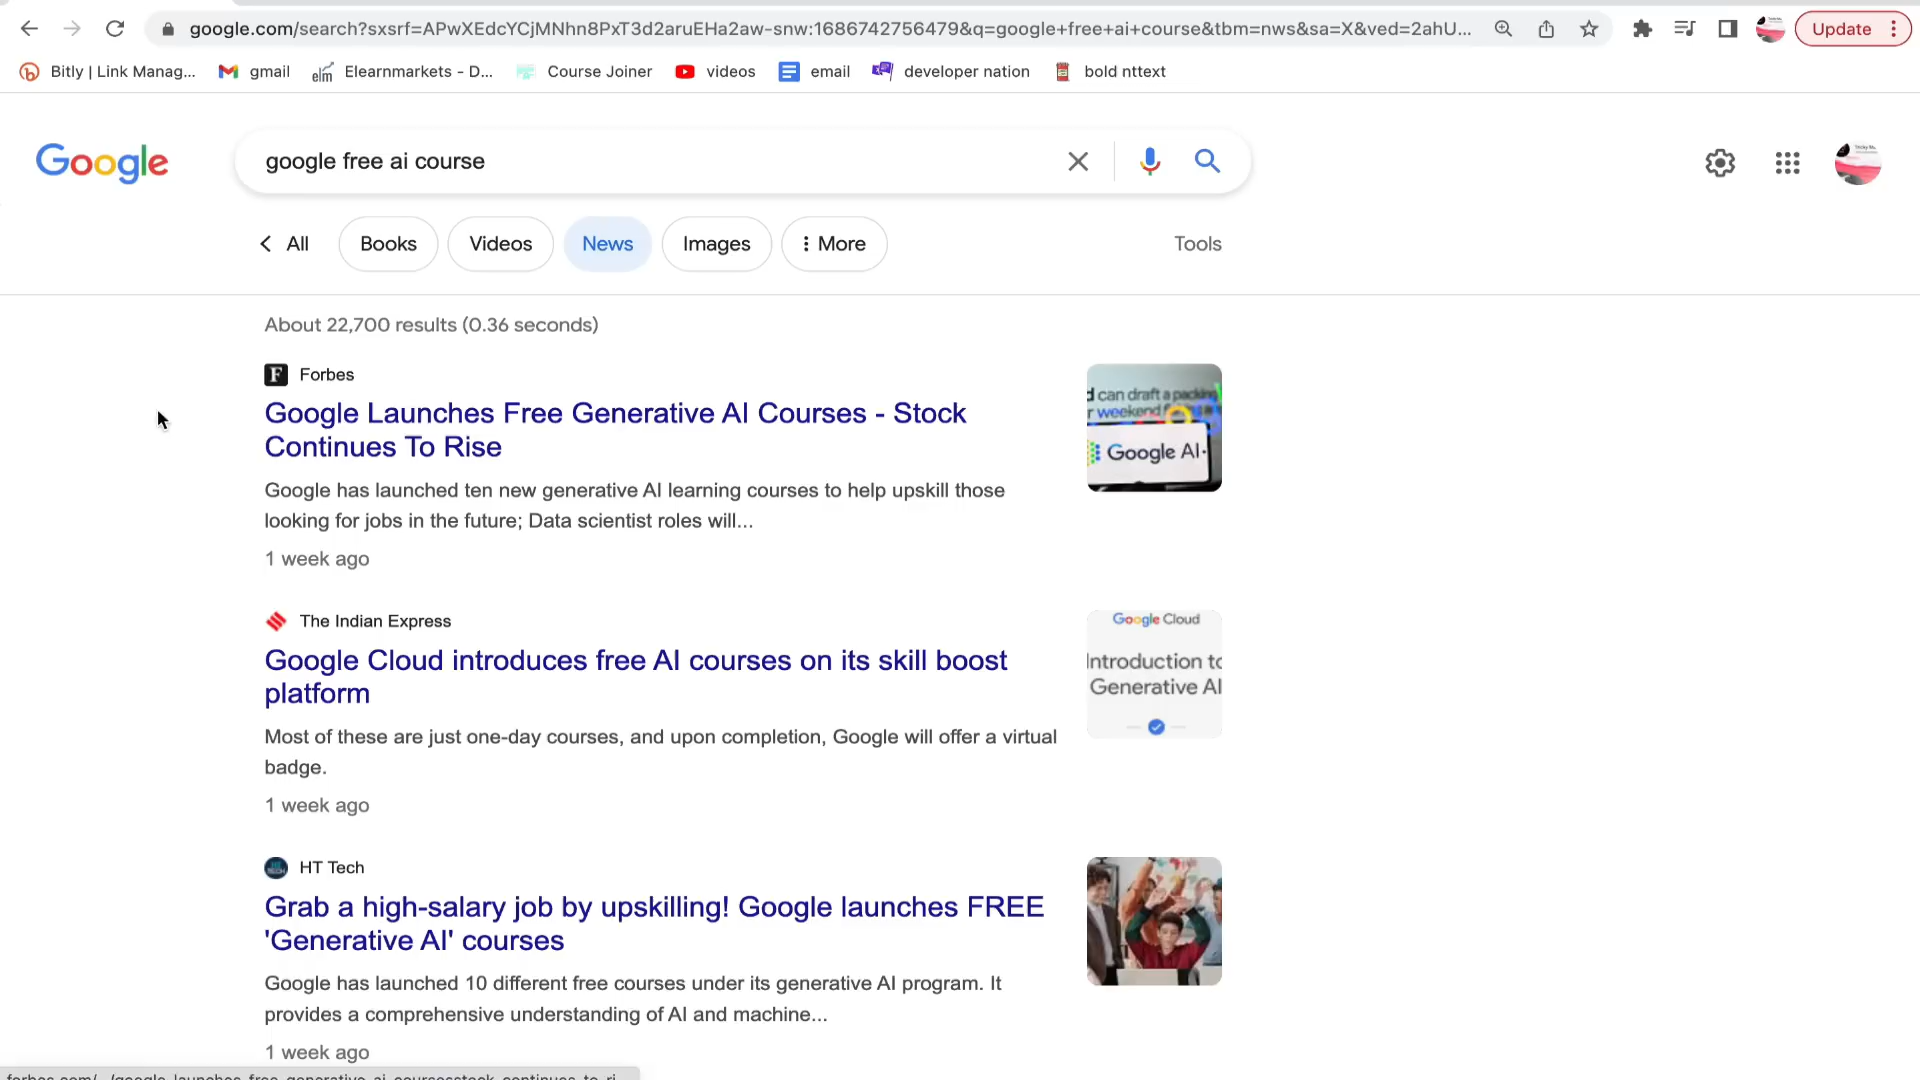 google.com/search?sxsrf=APwXEdcYCjMNhn8PxT3d2aruEHa2aw-snw:1686742756479&q=google+free+ai+course&tbm=nws&sa=X&ved=2ahU...
Update
Bitly | Link Manag...
gmail
elm Elearnmarkets - D...
Course Joiner
videos
email
developer nation
bold nttext
Google
google free ai course
All
Books
Videos
News
Images
More
Tools
About 22,700 results (0.36 seconds)
Forbes
Google Launches Free Generative AI Courses - Stock
Continues To Rise
Google has launched ten new generative AI learning courses to help upskill those
looking for jobs in the future; Data scientist roles will...
1 week ago
d can draft a packing
r weekend
Google AI
The Indian Express
Google Cloud introduces free AI courses on its skill boost
platform
Most of these are just one-day courses, and upon completion, Google will offer a virtual
badge.
1 week ago
Google Cloud
Introduction to
Generative AI
HT Tech
Grab a high-salary job by upskilling! Google launches FREE
'Generative AI' courses
Google has launched 10 different free courses under its generative AI program. It
provides a comprehensive understanding of AI and machine...
1 week ago